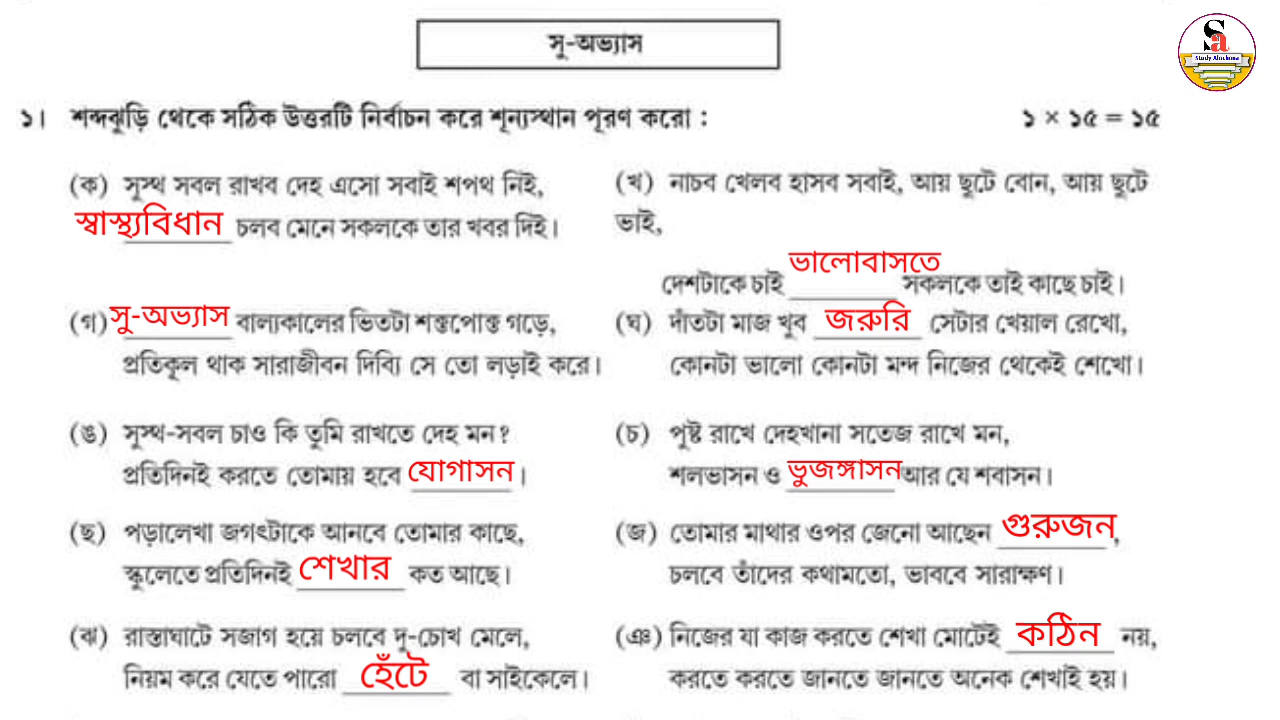 সু-অভ্যাস
Sa
Study Alochona
১। শব্দঝুড়ি থেকে সঠিক উত্তরটি নির্বাচন করে শূন্যস্থান পূরণ করো : ১ × ১৫ = ১৫
(ক) সুস্থ সবল রাখব দেহ এসো সবাই শপথ নিই,
স্বাস্থ্যবিধান চলব মেনে সকলকে তার খবর দিই।
(খ) নাচব খেলব হাসব সবাই, আয় ছুটে বোন, আয় ছুটে
ভাই,
দেশটাকে চাই ভালোবাসতে সকলকে তাই কাছে চাই।
(গ) সু-অভ্যাস বাল্যকালের ভিতটা শক্তপোক্ত গড়ে,
প্রতিকূল থাক সারাজীবন দিব্যি সে তো লড়াই করে।
(ঘ) দাঁতটা মাজ খুব জরুরি সেটার খেয়াল রেখো,
কোনটা ভালো কোনটা মন্দ নিজের থেকেই শেখো।
(ঙ) সুস্থ-সবল চাও কি তুমি রাখতে দেহ মন?
প্রতিদিনই করতে তোমায় হবে যোগাসন।
(চ) পুষ্ট রাখে দেহখানা সতেজ রাখে মন,
শলভাসন ও ভুজঙ্গাসন আর যে শবাসন।
(ছ) পড়ালেখা জগৎটাকে আনবে তোমার কাছে,
স্কুলেতে প্রতিদিনই শেখার কত আছে।
(জ) তোমার মাথার ওপর জেনো আছেন গুরুজন,
চলবে তাঁদের কথামতো, ভাববে সারাক্ষণ।
(ঝ) রাস্তাঘাটে সজাগ হয়ে চলবে দু-চোখ মেলে,
নিয়ম করে যেতে পারো হেঁটে বা সাইকেলে।
(ঞ) নিজের যা কাজ করতে শেখা মোটেই কঠিন নয়,
করতে করতে জানতে জানতে অনেক শেখাই হয়।